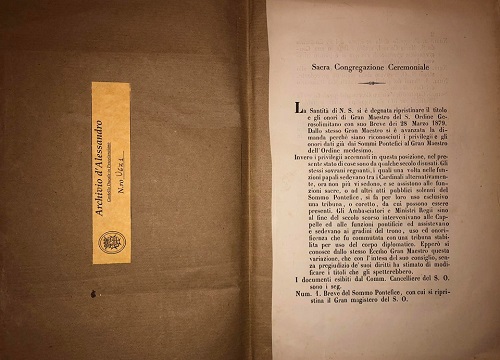 Archivio d'Alessandro
Sacra Congregazione Ceremoniale
La Santità di N. S. si è degnata ripristinare il titolo
e gli onori di Gran Maestro del S. Ordine Ge-
rosolimitano con suo Breve dei 28 Marzo 1879.
Dallo stesso Gran Maestro si è avanzata la di-
manda perchè siano riconosciuti i privilegi e gli
onori dati già dai Sommi Pontefici al Gran Maestro
dell'Ordine medesimo.
Invero i privilegi accennati in questa posizione, nel pre-
sente stato di cose sono da qualche secolo disusati. Gli
stessi sovrani regnanti, i quali una volta nelle fun-
zioni papali sedevano tra i Cardinali alternativamen-
te, ora non più vi sedono, e se assistono alle fun-
zioni sacre, o ad altri atti pubblici solenni del
Sommo Pontefice, si fa per loro uso esclusivo
una tribuna, o coretto, da cui possono essere
presenti. Gli Ambasciatori e Ministri Regii sino
al fine del secolo scorso intervenivano alle Cap-
pelle ed alle funzioni pontificie ed assistevano
e sedevano ai gradini del trono, uso ed onori-
ficenza che fu commutata con una tribuna stabi-
lita per uso del corpo diplomatico. Epperò si
conosce dallo stesso Eccmo Gran Maestro questa
variazione, che con l'intesa del suo consiglio, sen-
za pregiudizio de' suoi diritti ha stimato di modi-
ficare i titoli che gli spetterebbero.
I documenti esibiti dal Comm. Cancelliere del S. O.
sono i seg.
Num. 1. Breve del Sommo Pontefice, con cui si ripri-
stina il Gran magistero del S. O.